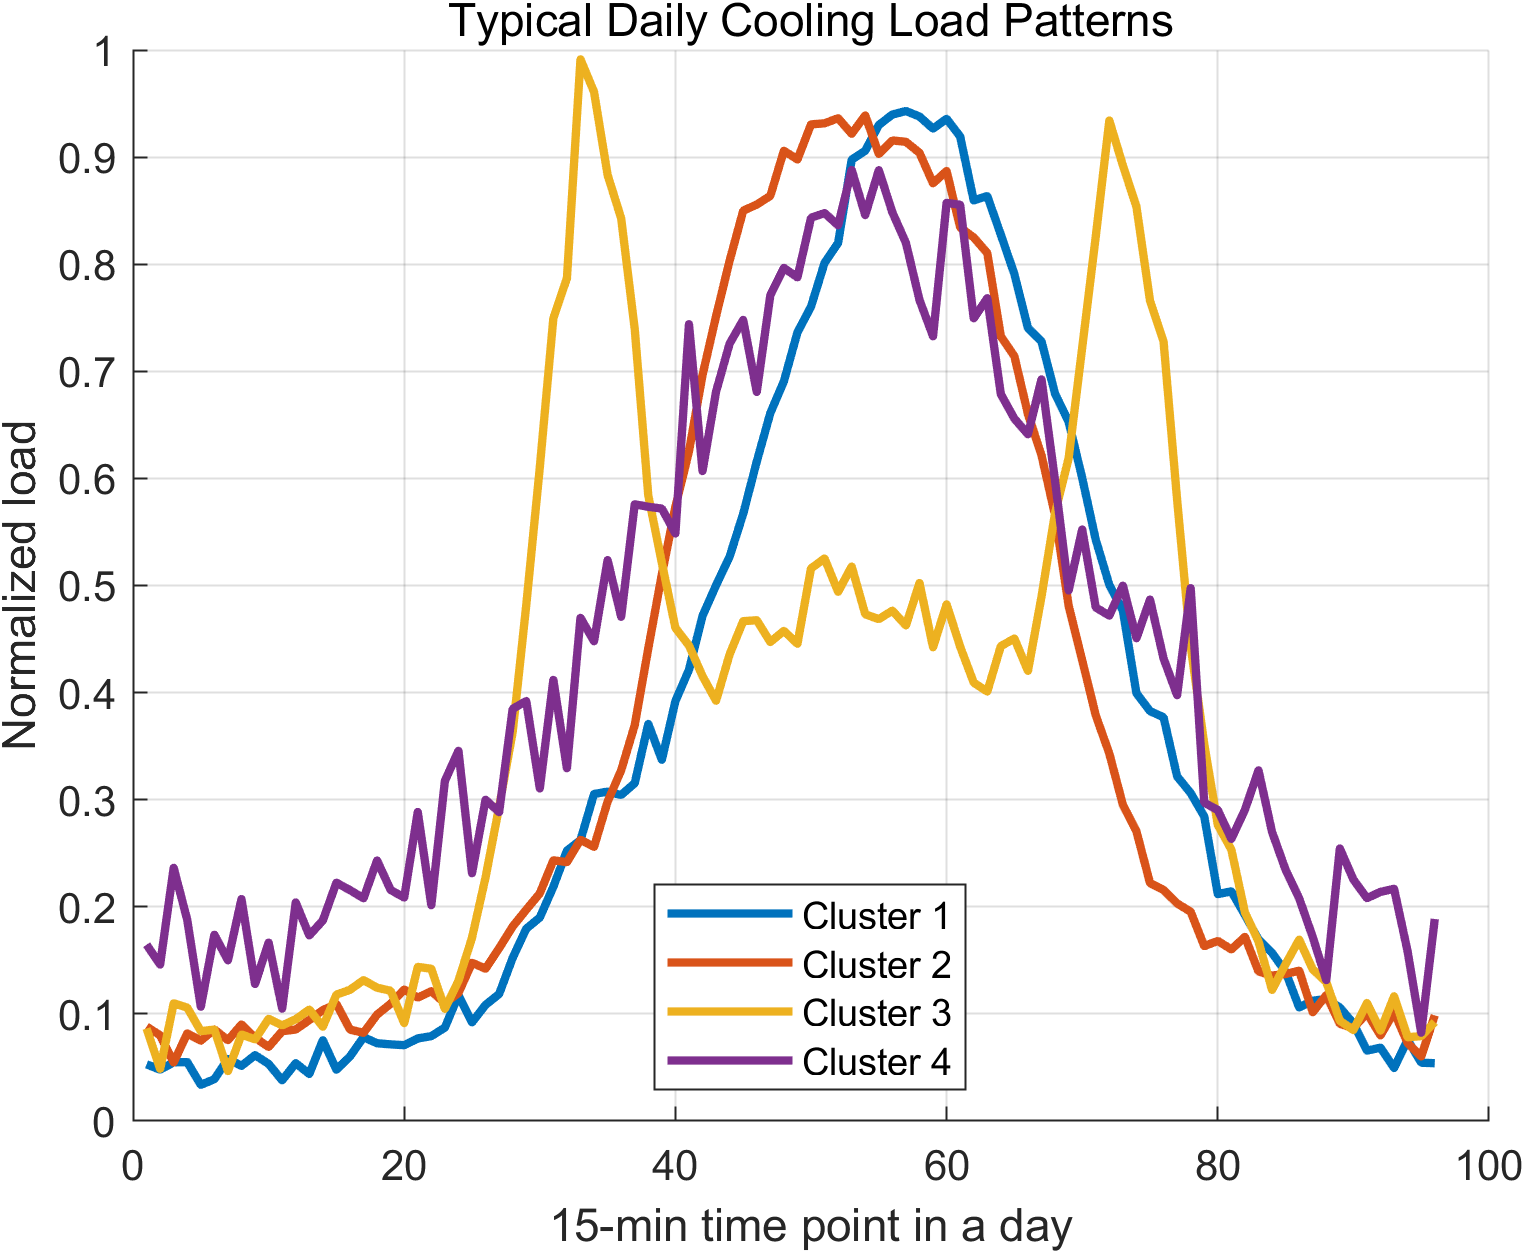 Typical Daily Cooling Load Patterns
1
0.9
0.8
0.7
0.6
0.5
0.4
0.3
0.2
0.1
0
Normalized load
Cluster 1
Cluster 2
Cluster 3
Cluster 4
0 20 40 60 80 100
15-min time point in a day